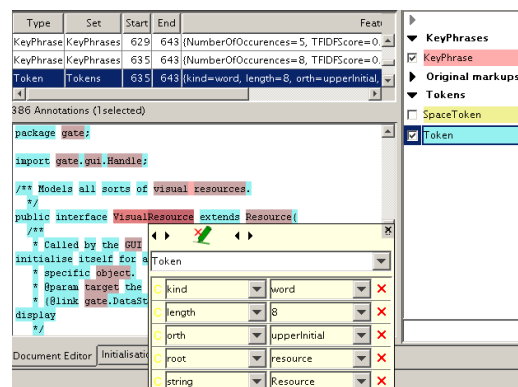 Type Set Start End Featu
KeyPhrase KeyPhrases 629 643 {NumberOfOccurences=5, TFIDFScore=0.
KeyPhrase KeyPhrases 635 643 {NumberOfOccurences=8, TFIDFScore=0.
Token Tokens 635 643 {kind=word, length=8, orth=upperInitial,
386 Annotations (1selected)
package gate;
import gate.gui.Handle;
/** Models all sorts of visual resources.
*/
public interface VisualResource extends Resource{
/**
* Called by the GUI
initialise itself for a
* specific object.
* @param target the
* {@link gate.DataSt
display
*/
Document Editor Initialisatio
Token
C kind word
C length 8
C orth upperInitial
C root resource
C string Resource
KeyPhrases
KeyPhrase
Original markups
Tokens
SpaceToken
Token